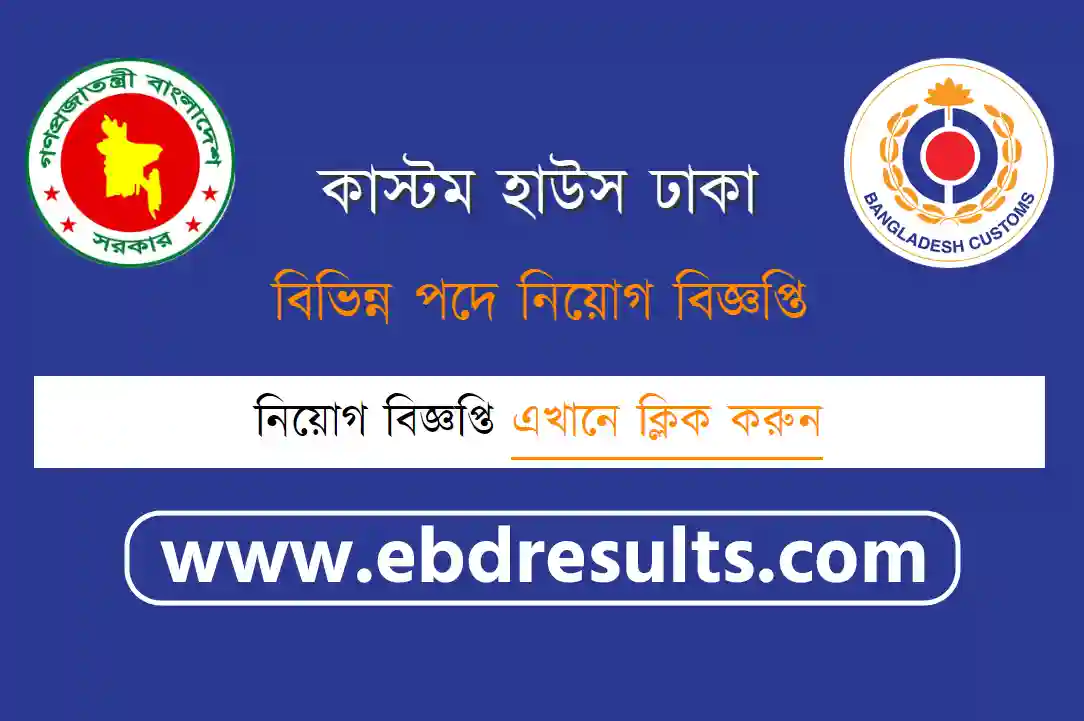 গণপ্রজাতন্ত্রী বাংলাদেশ
সরকার
BANGLADESH CUSTOMS
কাস্টম হাউস ঢাকা
বিভিন্ন পদে নিয়োগ বিজ্ঞপ্তি
নিয়োগ বিজ্ঞপ্তি এখানে ক্লিক করুন
www.ebdresults.com